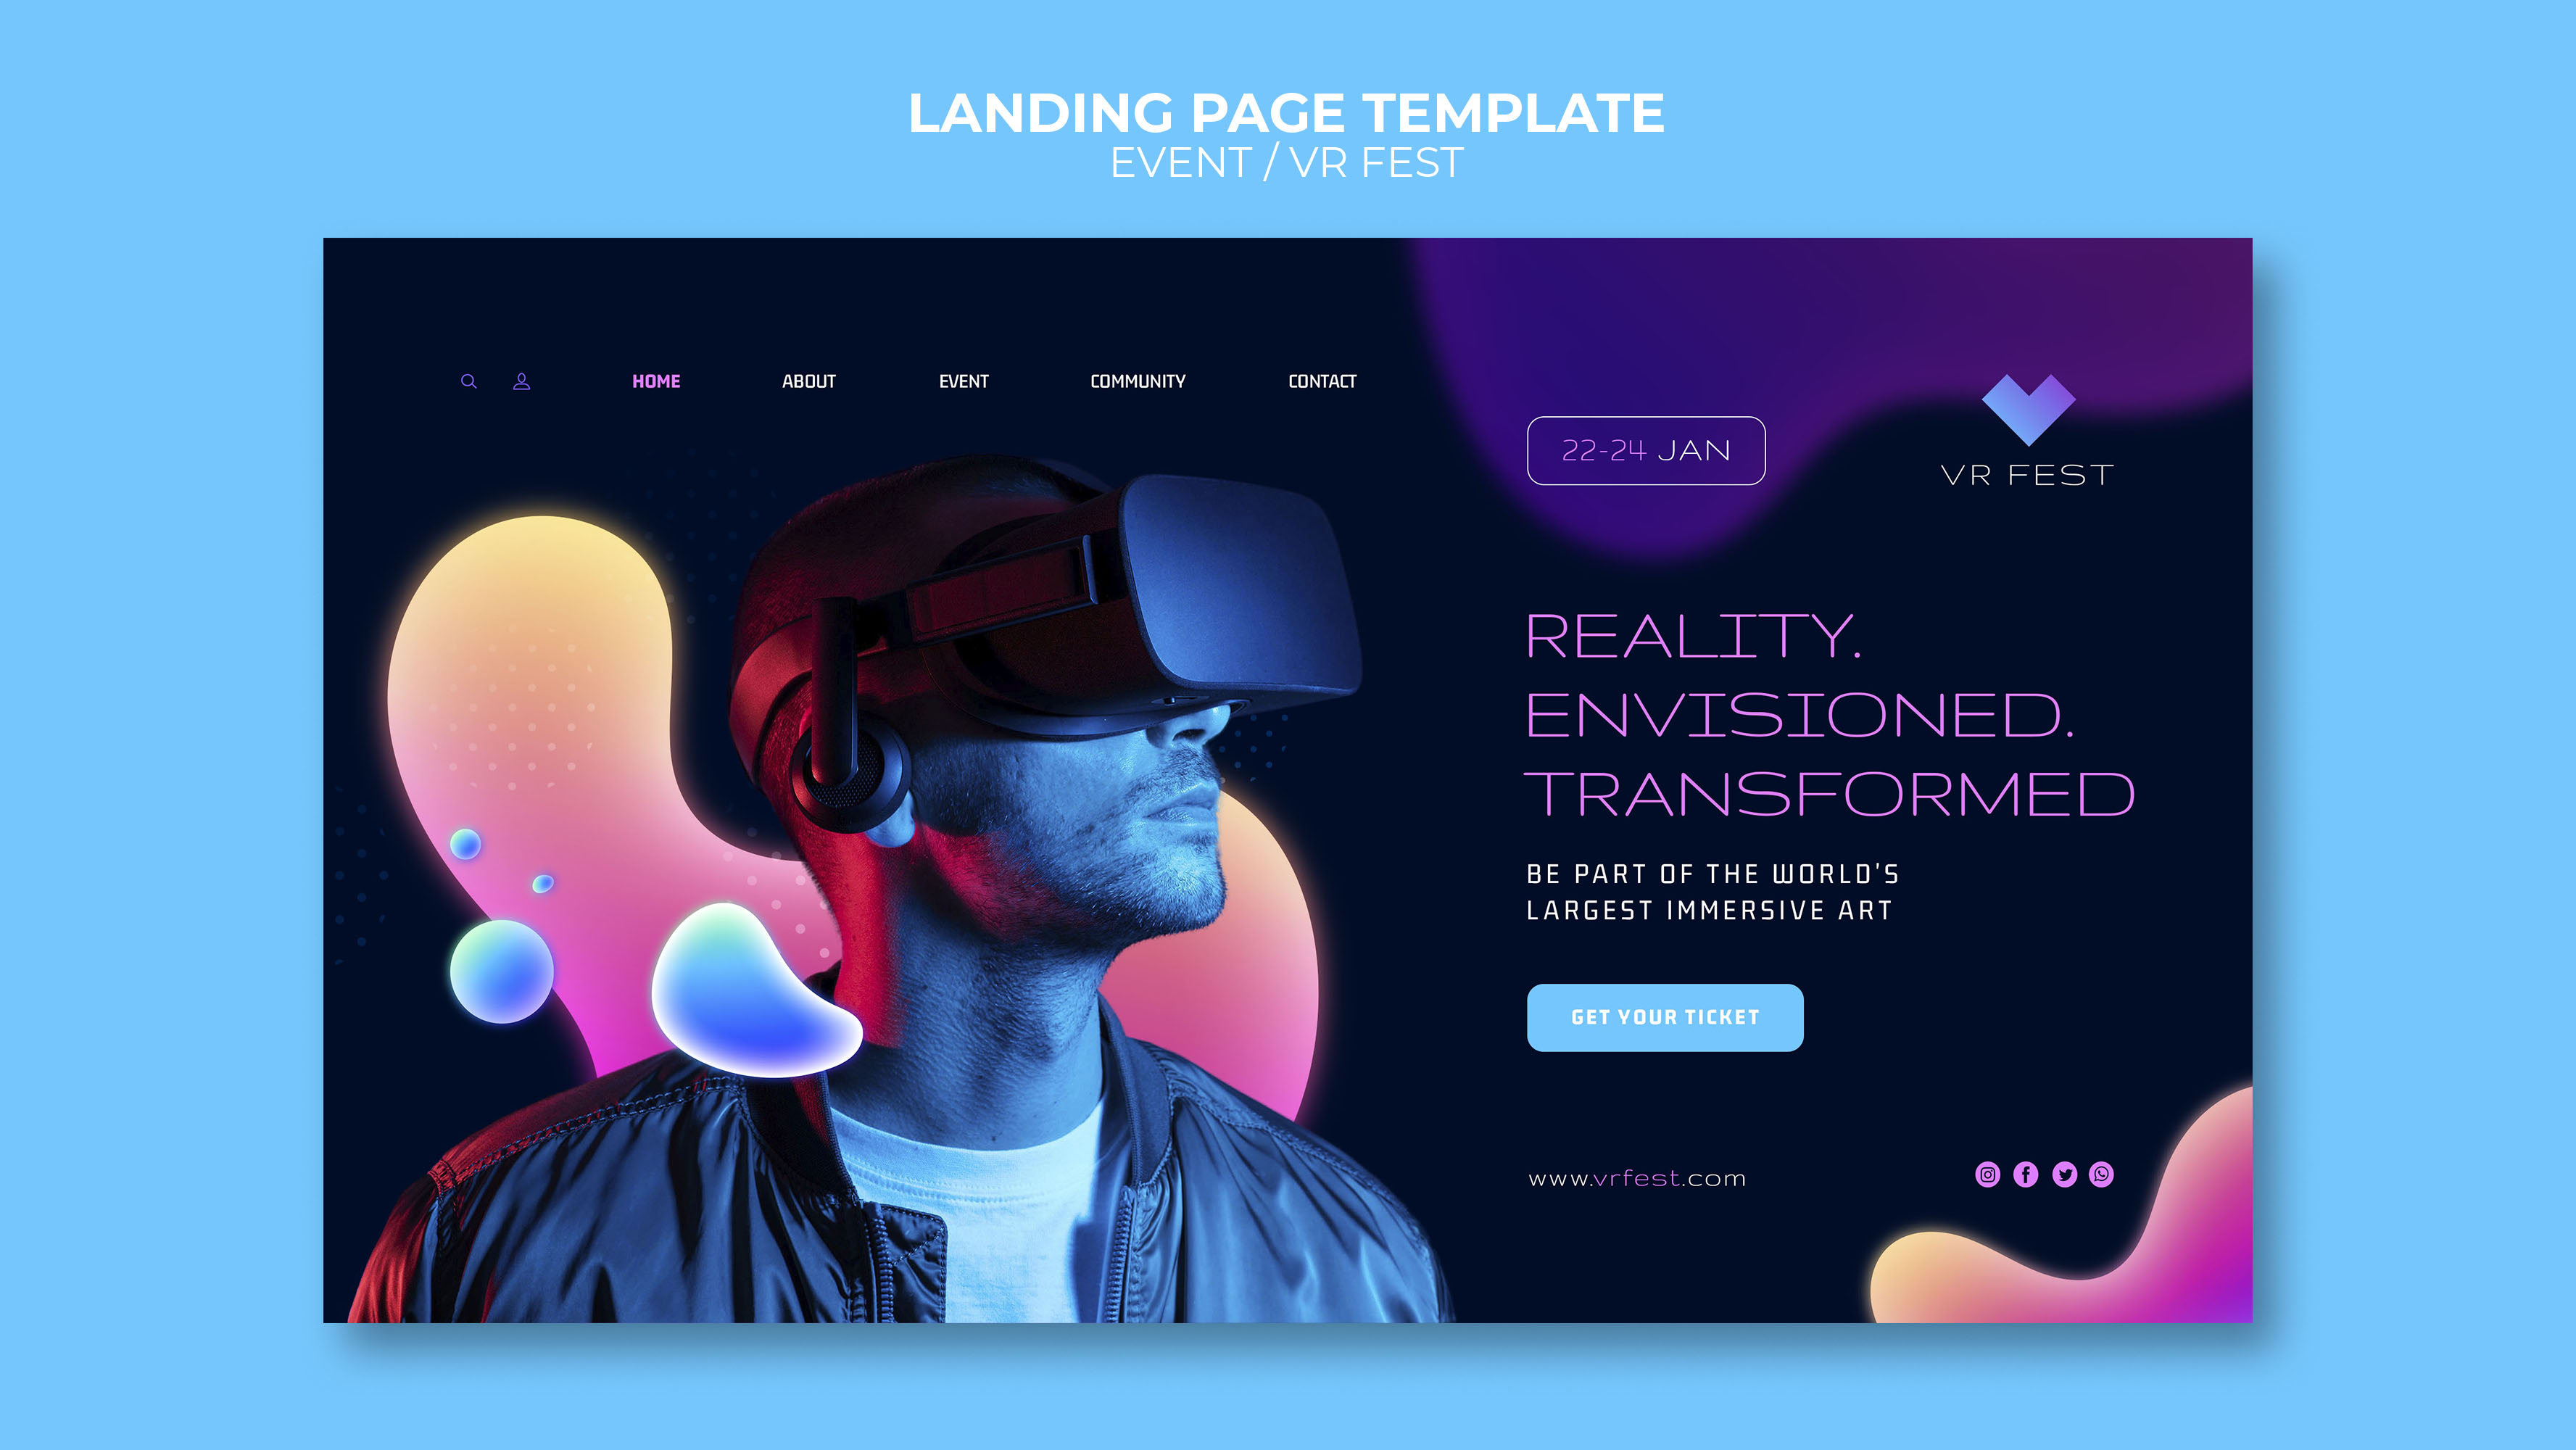 LANDING PAGE TEMPLATE
EVENT / VR FEST
HOME ABOUT EVENT COMMUNITY CONTACT
22-24 JAN
VR FEST
REALITY.
ENVISIONED.
TRANSFORMED
BE PART OF THE WORLD'S
LARGEST IMMERSIVE ART
GET YOUR TICKET
www.vrfest.com